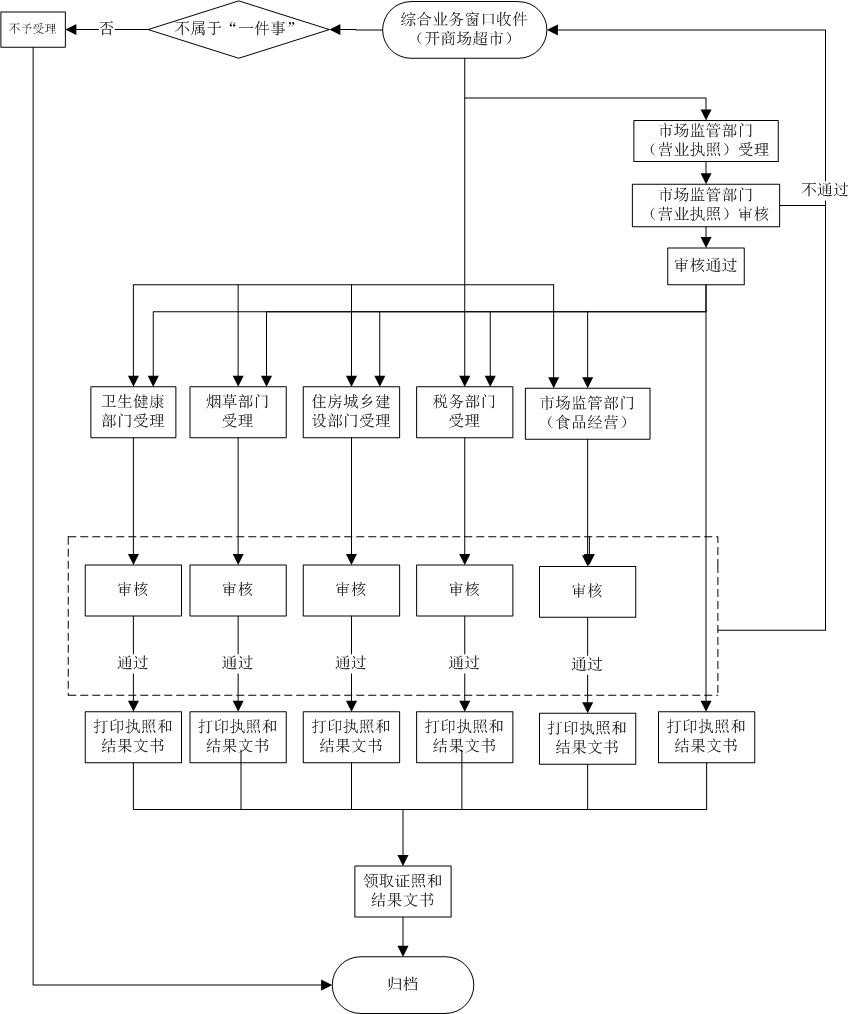 不予受理
否
不属于“一件事”
综合业务窗口收件
（开商场超市）
市场监管部门
（营业执照）受理
市场监管部门
（营业执照）审核
不通过
审核通过
卫生健康
部门受理
烟草部门
受理
住房城乡建
设部门受理
税务部门
受理
市场监管部门
（食品经营）
审核
审核
审核
审核
审核
通过
通过
通过
通过
通过
打印执照和
结果文书
打印执照和
结果文书
打印执照和
结果文书
打印执照和
结果文书
打印执照和
结果文书
打印执照和
结果文书
领取证照和
结果文书
归档